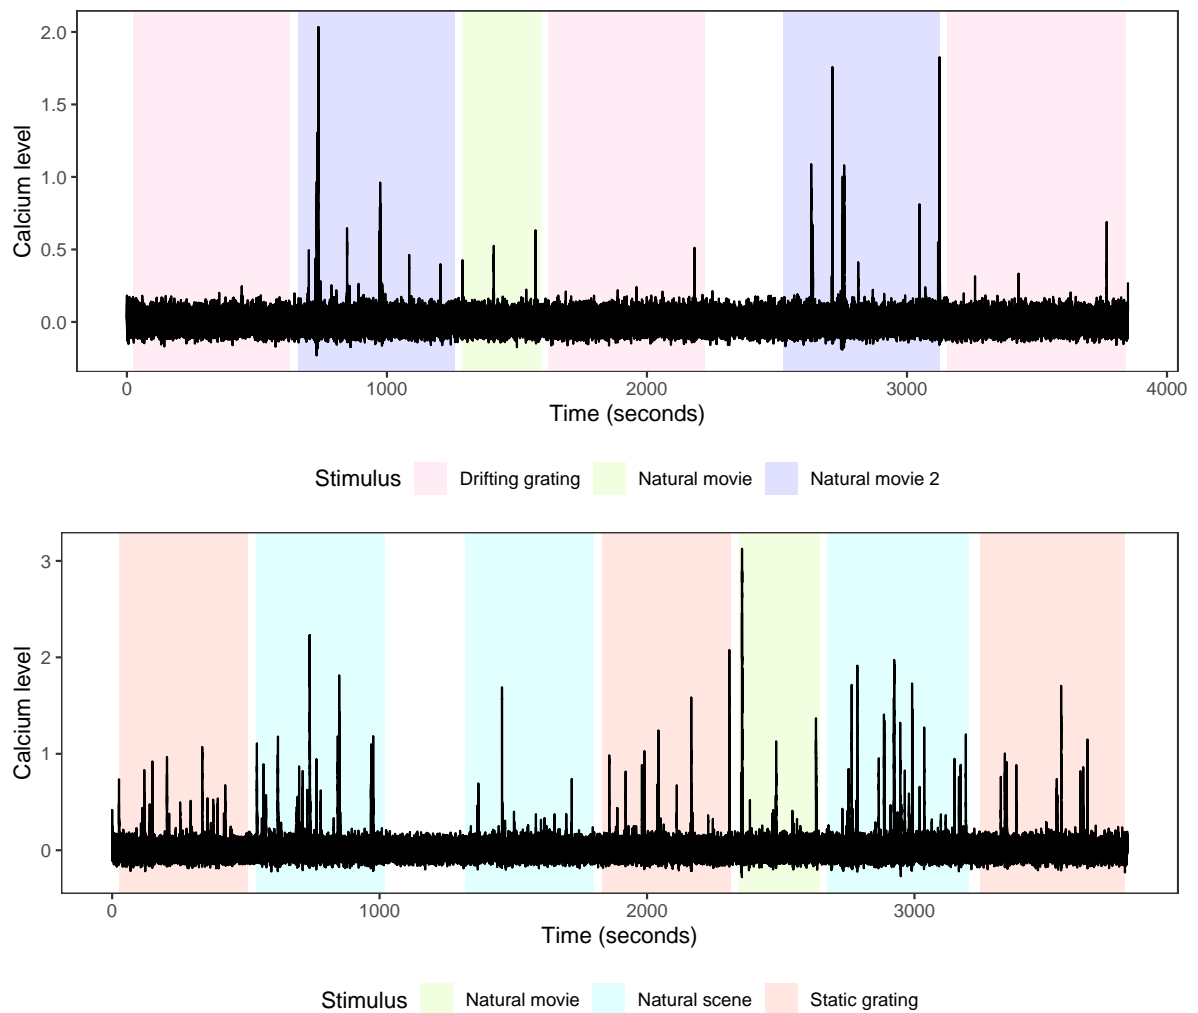 2.0
1.5
1.0
0.5
0.0
Calcium level
0 1000 2000 3000 4000
Time (seconds)
Stimulus Drifting grating Natural movie Natural movie 2
3
2
1
0
Calcium level
0 1000 2000 3000
Time (seconds)
Stimulus Natural movie Natural scene Static grating